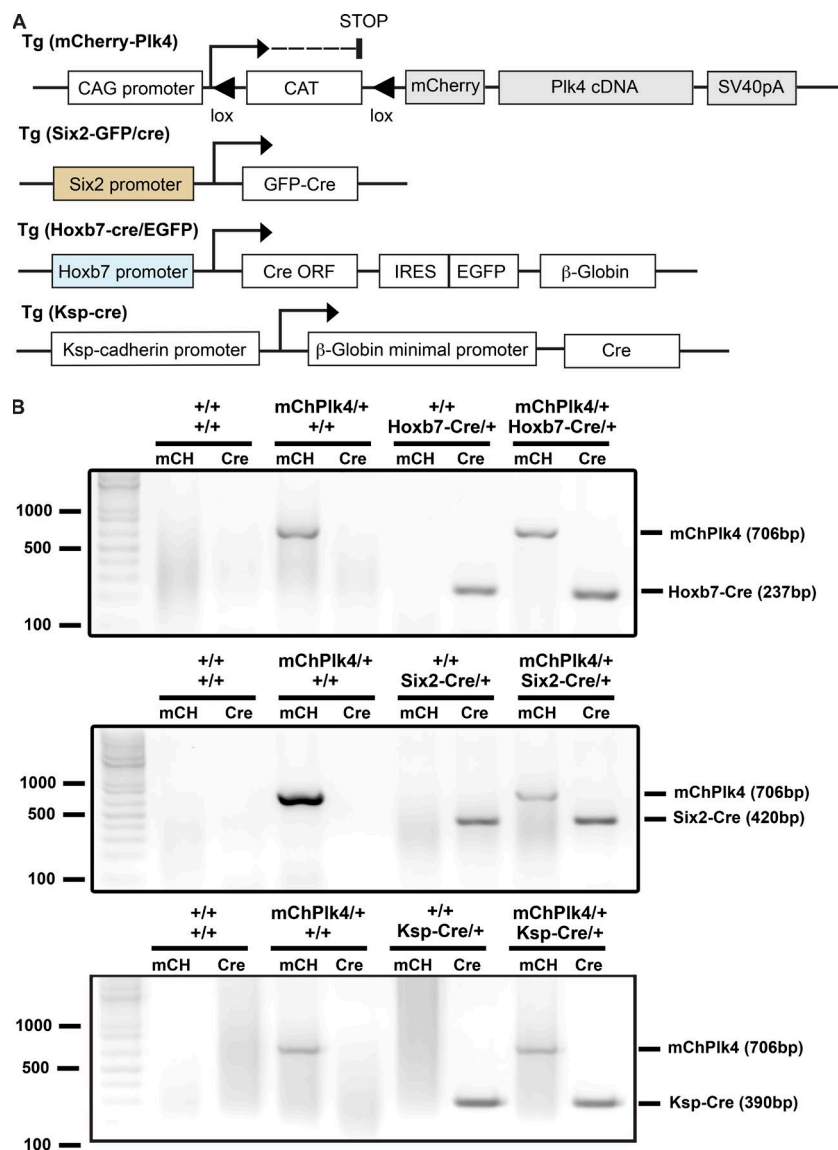 A
STOP
Tg (mCherry-Plk4)
CAG promoter CAT mCherry Plk4 cDNA SV40pA
lox lox
Tg (Six2-GFP/cre)
Six2 promoter GFP-Cre
Tg (Hoxb7-cre/EGFP)
Hoxb7 promoter Cre ORF IRES EGFP β-Globin
Tg (Ksp-cre)
Ksp-cadherin promoter β-Globin minimal promoter Cre
B
+/+ mChPlk4/+ +/+ mChPlk4/+
+/+ +/+ Hoxb7-Cre/+ Hoxb7-Cre/+
mCH Cre mCH Cre mCH Cre mCH Cre
1000
mChPlk4 (706bp)
500
Hoxb7-Cre (237bp)
100
+/+ mChPlk4/+ +/+ mChPlk4/+
+/+ +/+ Six2-Cre/+ Six2-Cre/+
mCH Cre mCH Cre mCH Cre mCH Cre
1000
mChPlk4 (706bp)
500
Six2-Cre (420bp)
100
+/+ mChPlk4/+ +/+ mChPlk4/+
+/+ +/+ Ksp-Cre/+ Ksp-Cre/+
mCH Cre mCH Cre mCH Cre mCH Cre
1000
mChPlk4 (706bp)
500
Ksp-Cre (390bp)
100